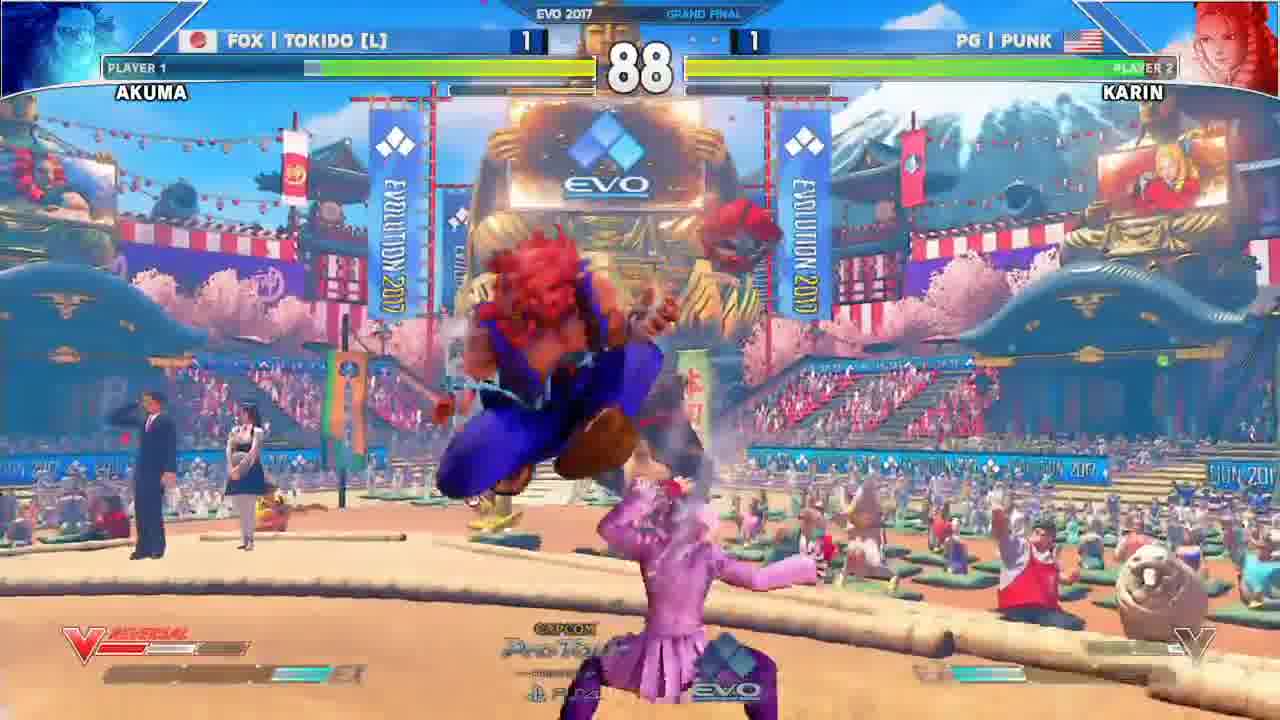 EVO 2017 GRAND FINAL
FOX | TOKIDO [L] 1 1 PG | PUNK
88
PLAYER 1 PLAYER 2
AKUMA KARIN
EVO
EVOLUTION 2017
EVOLUTION 2017
CAPCOM
PRO TOUR
EVO